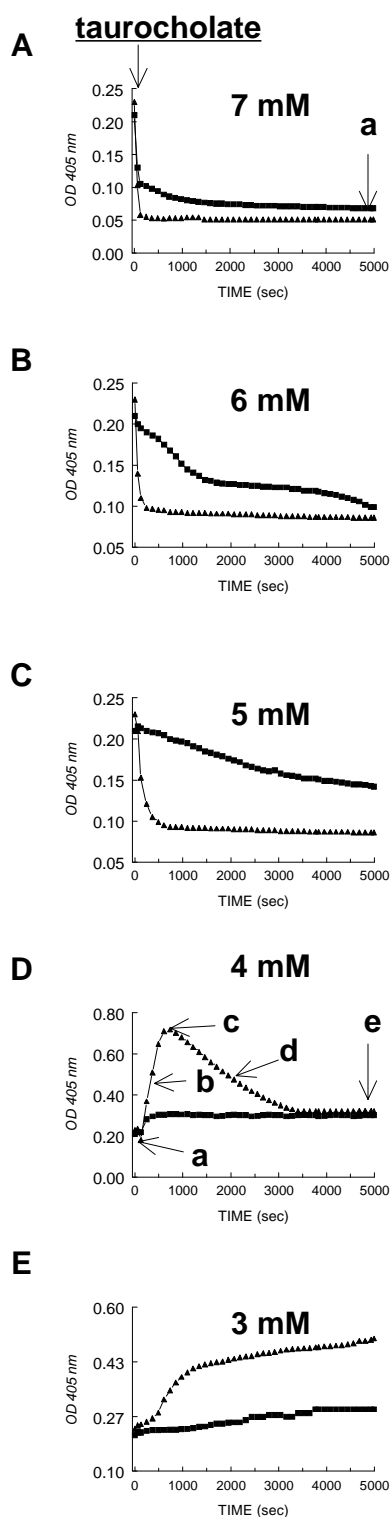 taurocholate
A
7 mM
a
OD 405 nm
0.25
0.20
0.15
0.10
0.05
0.00
0 1000 2000 3000 4000 5000
TIME (sec)
B
6 mM
OD 405 nm
0.25
0.20
0.15
0.10
0.05
0 1000 2000 3000 4000 5000
TIME (sec)
C
5 mM
OD 405 nm
0.25
0.20
0.15
0.10
0.05
0 1000 2000 3000 4000 5000
TIME (sec)
D
4 mM
OD 405 nm
0.80
0.60
0.40
0.20
0.00
c
e
d
b
a
0 1000 2000 3000 4000 5000
TIME (sec)
E
3 mM
OD 405 nm
0.60
0.43
0.27
0.10
0 1000 2000 3000 4000 5000
TIME (sec)